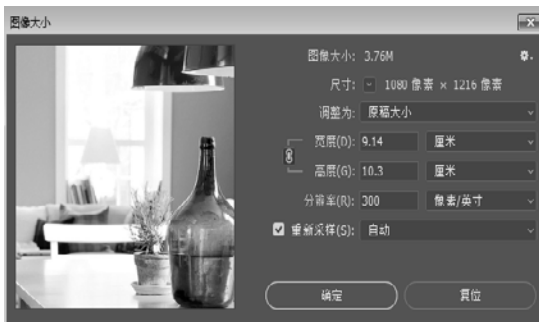 图像大小
图像大小: 3.76M
尺寸: 1080 像素 × 1216 像素
调整为: 原稿大小
宽度(D): 9.14 厘米
高度(G): 10.3 厘米
分辨率(R): 300 像素/英寸
重新采样(S): 自动
确定 复位